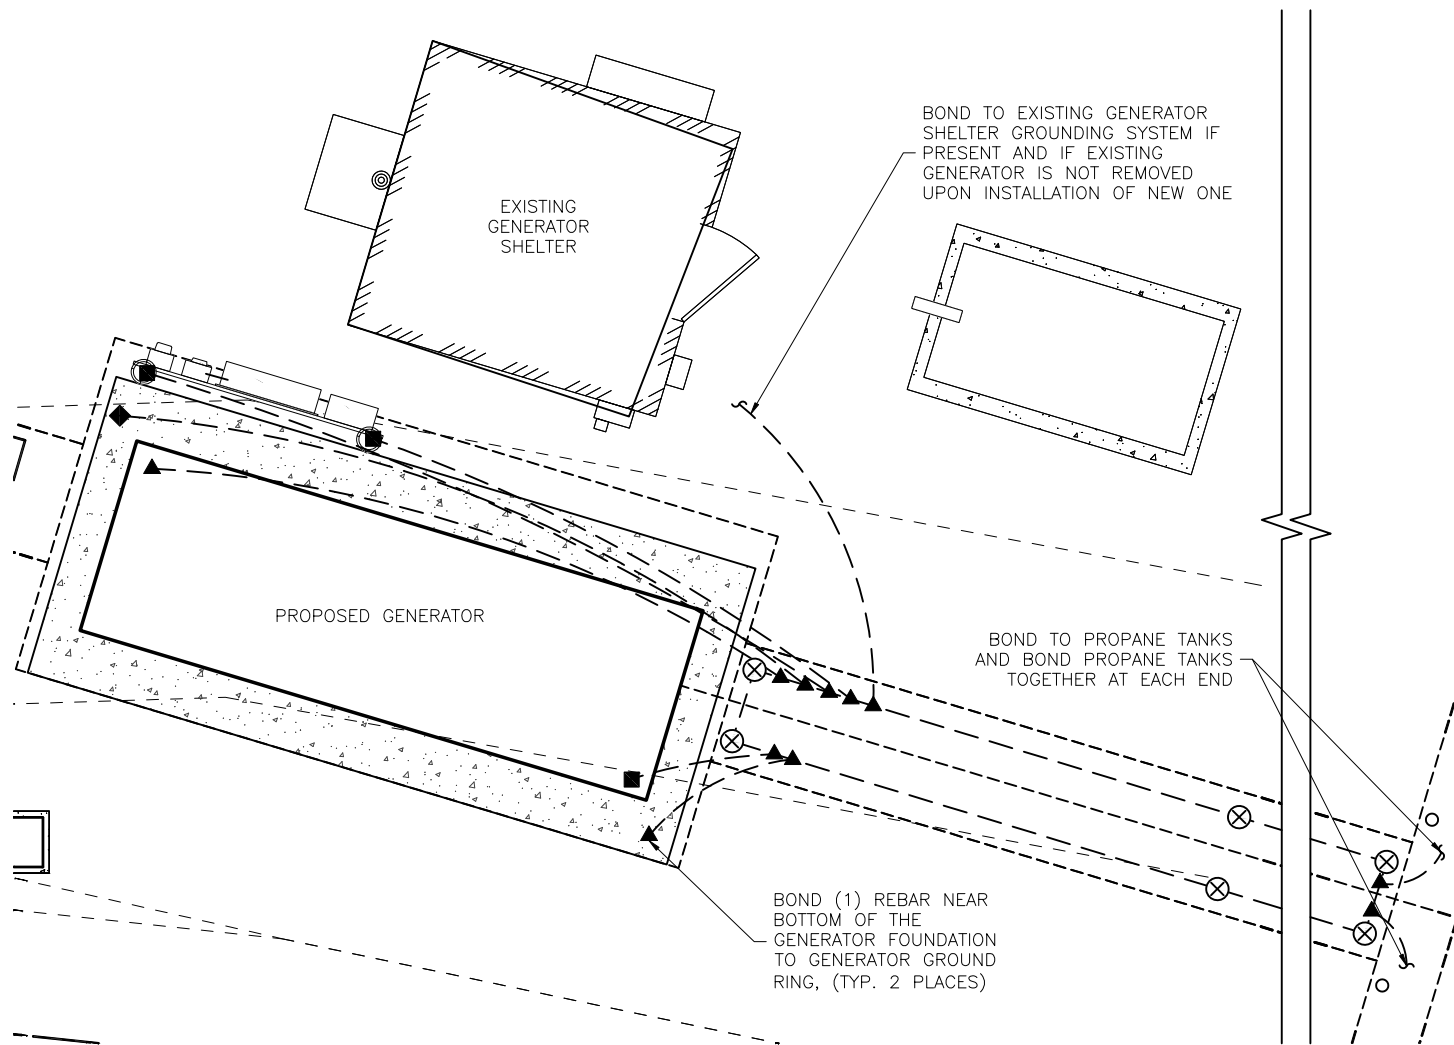 BOND TO EXISTING GENERATOR
SHELTER GROUNDING SYSTEM IF
PRESENT AND IF EXISTING
GENERATOR IS NOT REMOVED
UPON INSTALLATION OF NEW ONE
EXISTING
GENERATOR
SHELTER
PROPOSED GENERATOR
BOND TO PROPANE TANKS
AND BOND PROPANE TANKS
TOGETHER AT EACH END
BOND (1) REBAR NEAR
BOTTOM OF THE
GENERATOR FOUNDATION
TO GENERATOR GROUND
RING, (TYP. 2 PLACES)